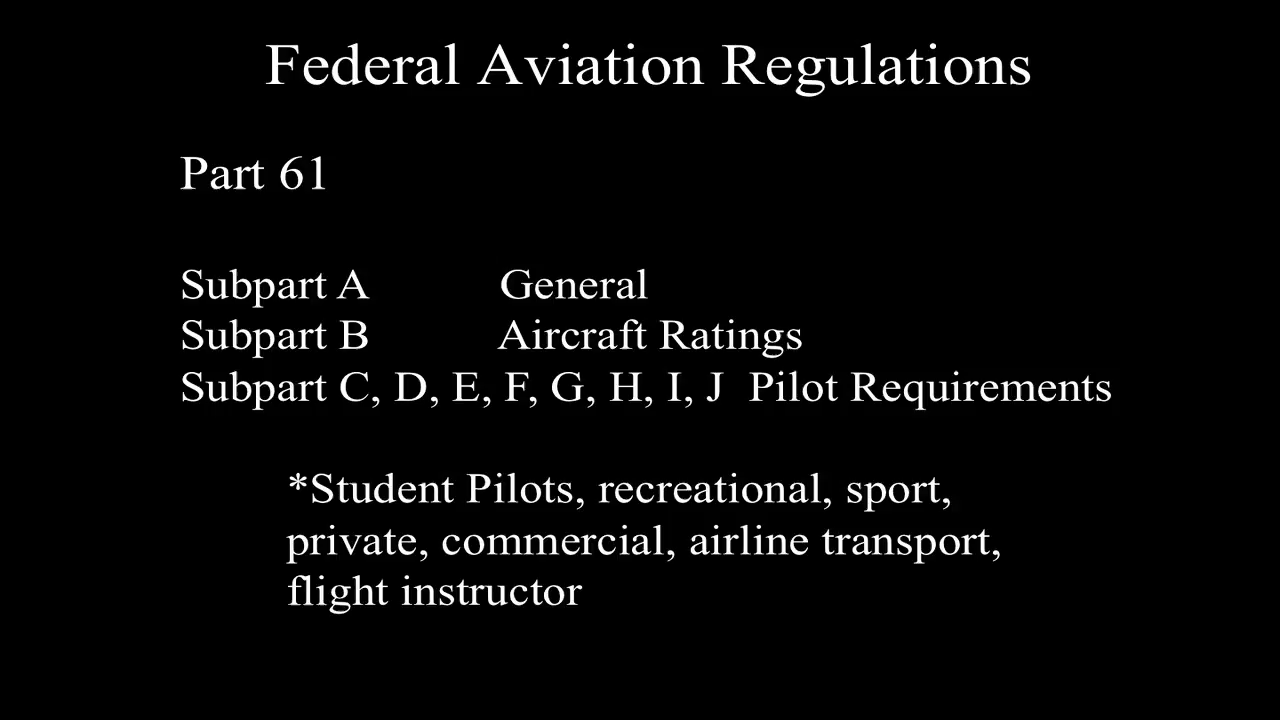 Federal Aviation Regulations
Part 61
Subpart A General
Subpart B Aircraft Ratings
Subpart C, D, E, F, G, H, I, J Pilot Requirements
*Student Pilots, recreational, sport,
private, commercial, airline transport,
flight instructor